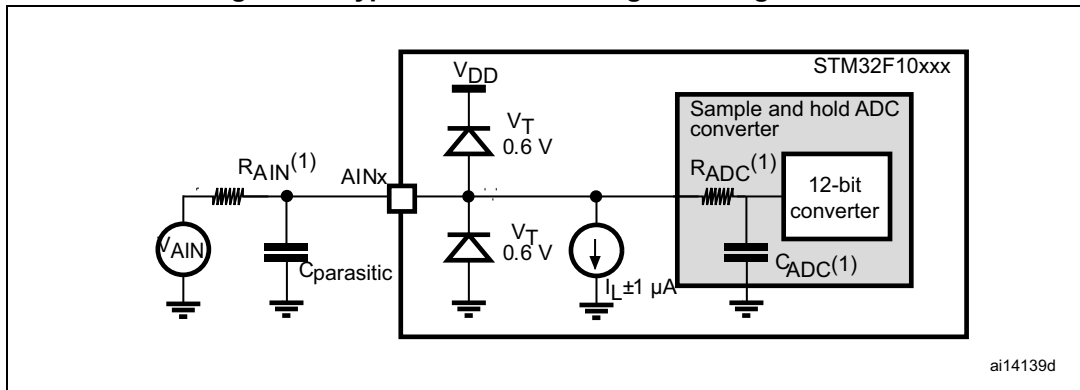 STM32F10xxx
VDD
Sample and hold ADC
converter
VT
0.6 V
RAIN(1)
AINx
RADC(1)
12-bit
converter
VAIN
Cparasitic
VT
0.6 V
IL±1 µA
CADC(1)
ai14139d